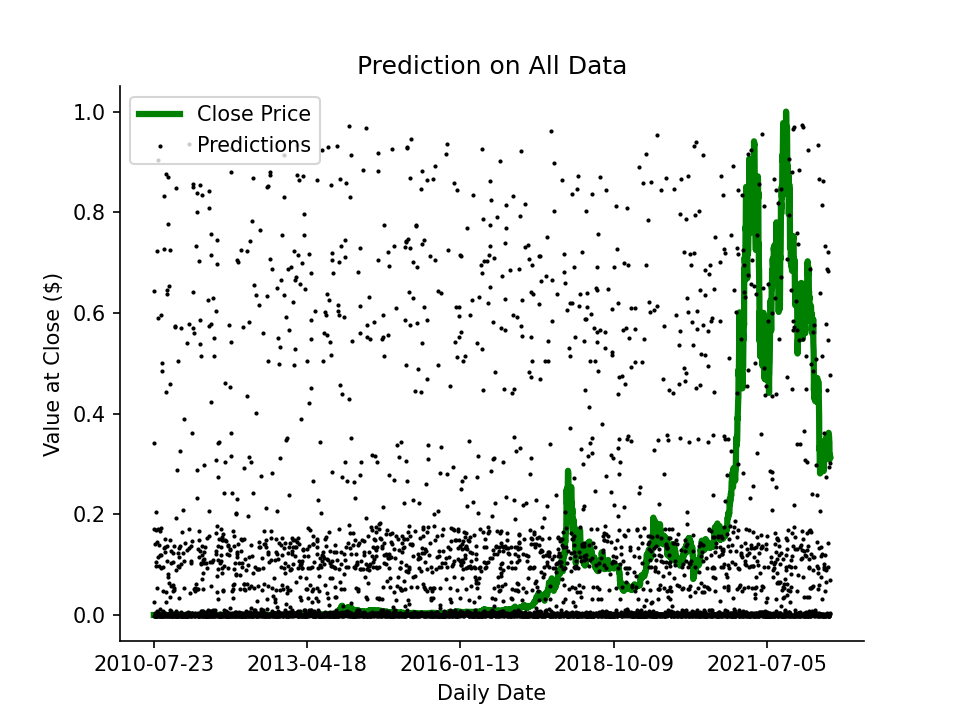 Prediction on All Data
Close Price
Predictions
1.0
0.8
0.6
0.4
0.2
0.0
Value at Close ($)
2010-07-23
2013-04-18
2016-01-13
2018-10-09
2021-07-05
Daily Date